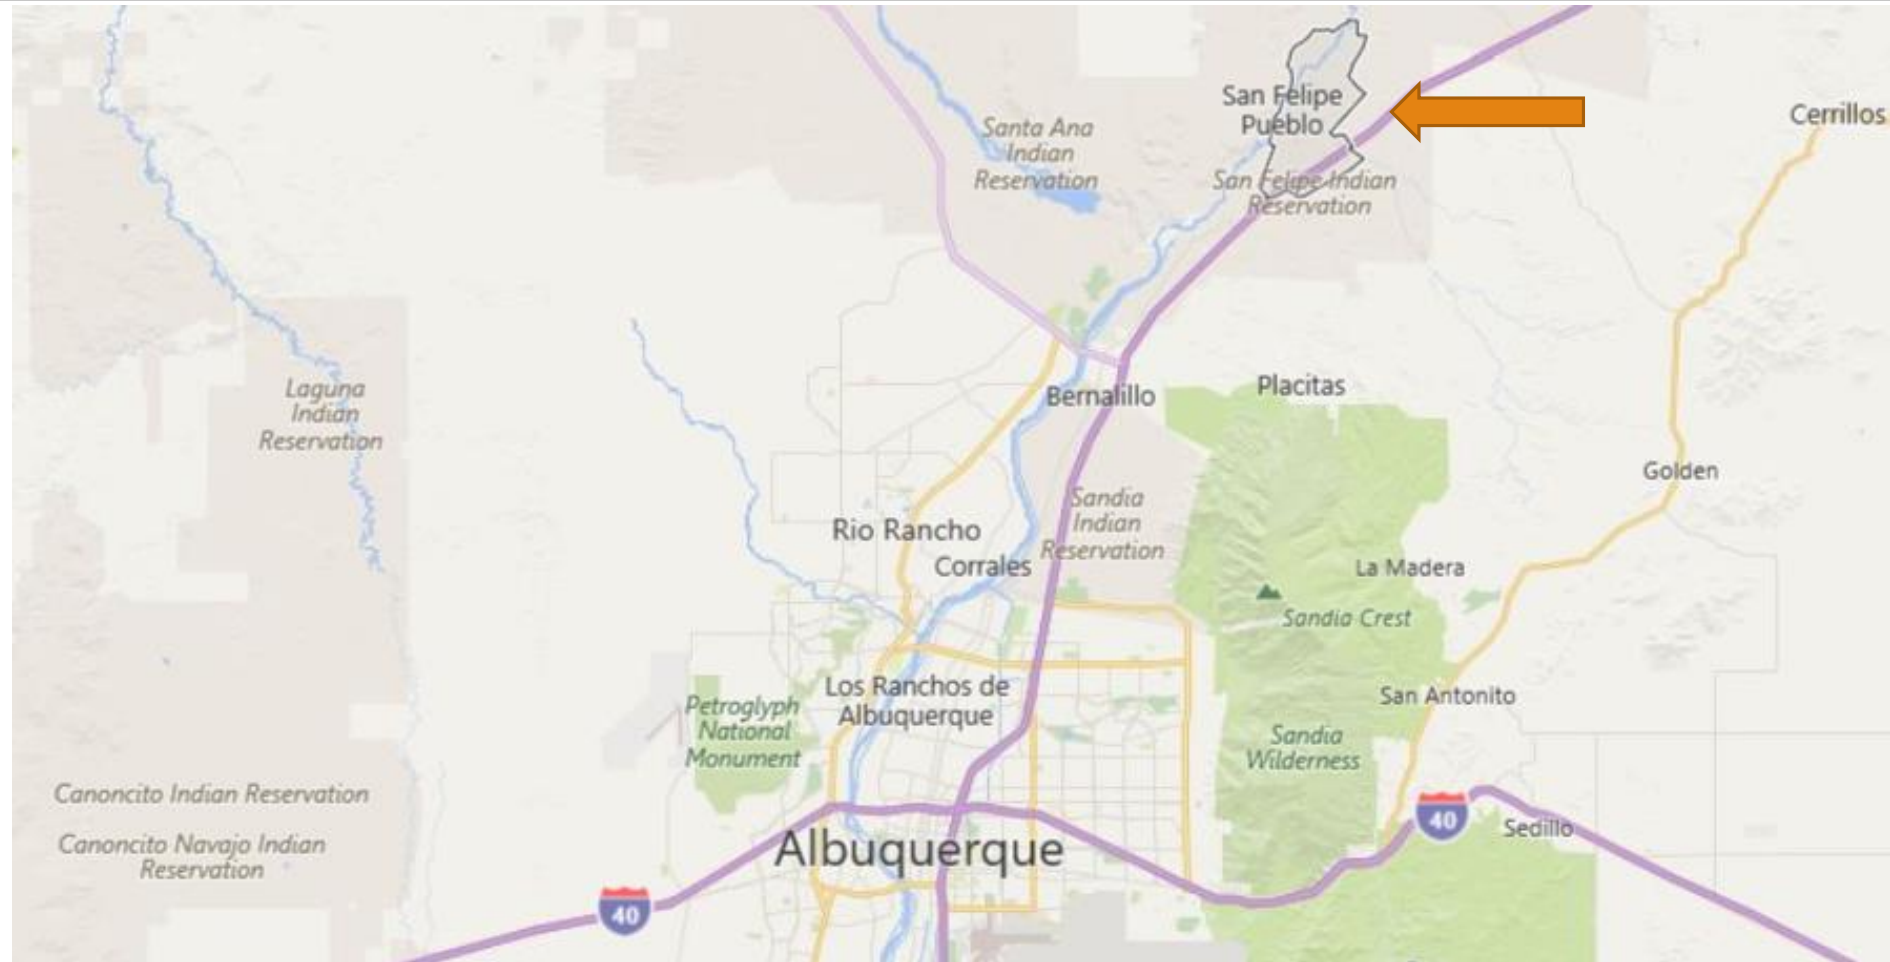 San Felipe
Pueblo
Cerrillos
Santa Ana
Indian
Reservation
San Felipe Indian
Reservation
Laguna
Indian
Reservation
Bernalillo
Placitas
Golden
Sandia
Indian
Reservation
Rio Rancho
Corrales
La Madera
Sandia Crest
Los Ranchos de
Albuquerque
San Antonito
Petroglyph
National
Monument
Sandia
Wilderness
Canoncito Indian Reservation
Canoncito Navajo Indian
Reservation
40
Sedillo
Albuquerque
40